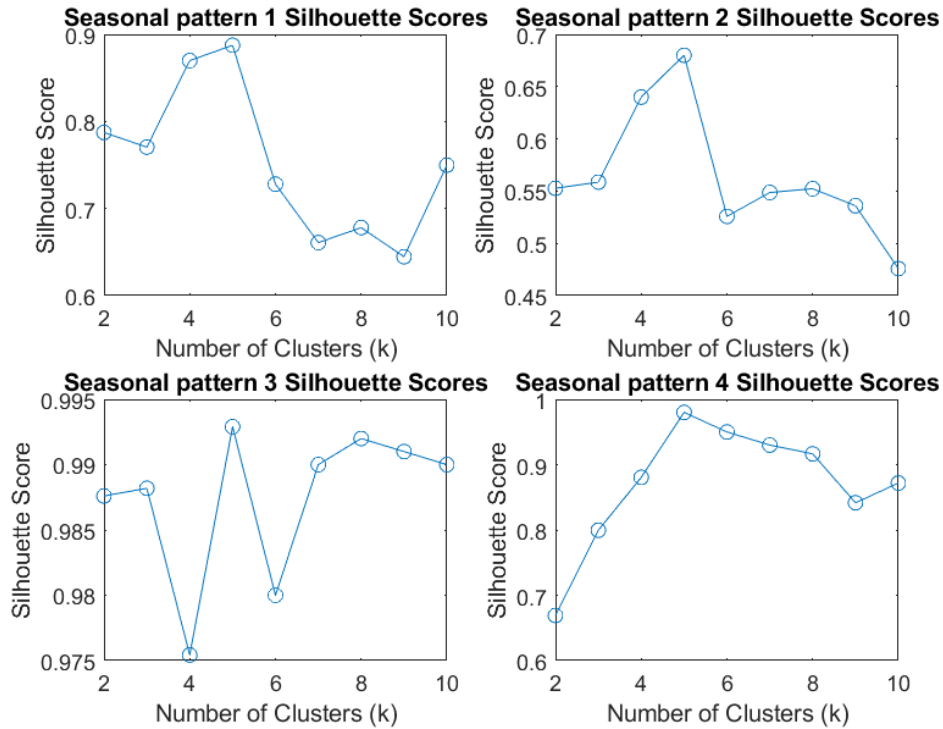 Seasonal pattern 1 Silhouette Scores
0.9
0.8
0.7
0.6
Silhouette Score
2 4 6 8 10
Number of Clusters (k)
Seasonal pattern 2 Silhouette Scores
0.7
0.65
0.6
0.55
0.5
0.45
Silhouette Score
2 4 6 8 10
Number of Clusters (k)
Seasonal pattern 3 Silhouette Scores
0.995
0.99
0.985
0.98
0.975
Silhouette Score
2 4 6 8 10
Number of Clusters (k)
Seasonal pattern 4 Silhouette Scores
1
0.9
0.8
0.7
0.6
Silhouette Score
2 4 6 8 10
Number of Clusters (k)